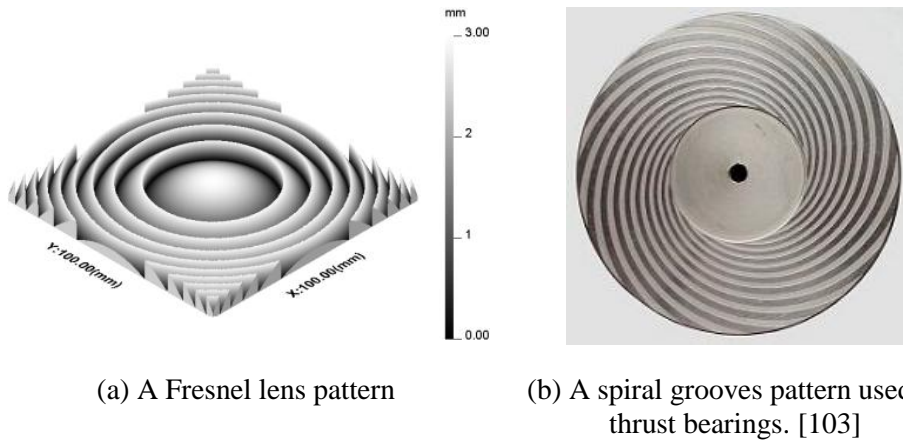 mm
3.00
2
1
0.00
Y:100.00(mm)
X:100.00(mm)
(a) A Fresnel lens pattern
(b) A spiral grooves pattern used
thrust bearings. [103]